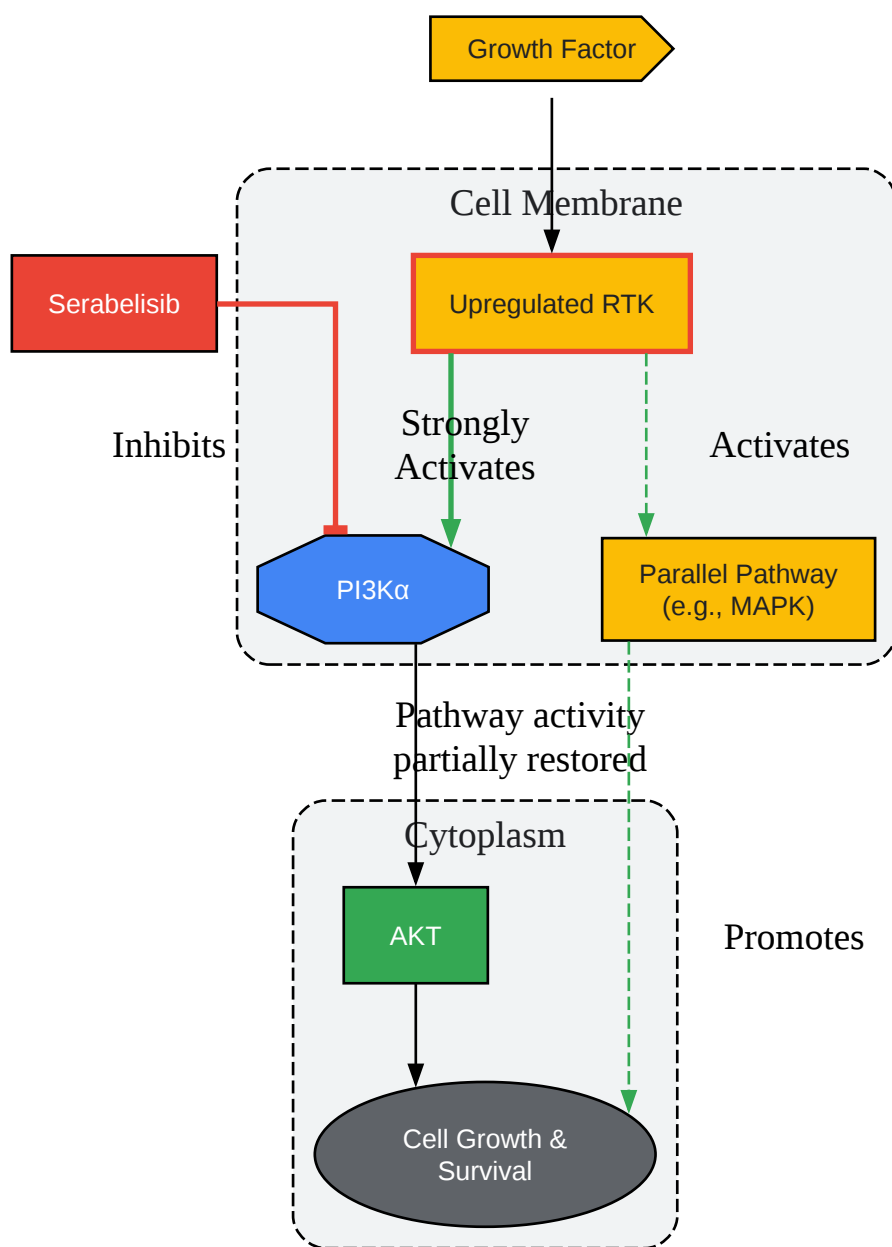 Growth Factor
Cell Membrane
Serabelisib
Upregulated RTK
Inhibits
Strongly
Activates
Activates
PI3Kα
Parallel Pathway
(e.g., MAPK)
Pathway activity
partially restored
Cytoplasm
AKT
Promotes
Cell Growth &
Survival